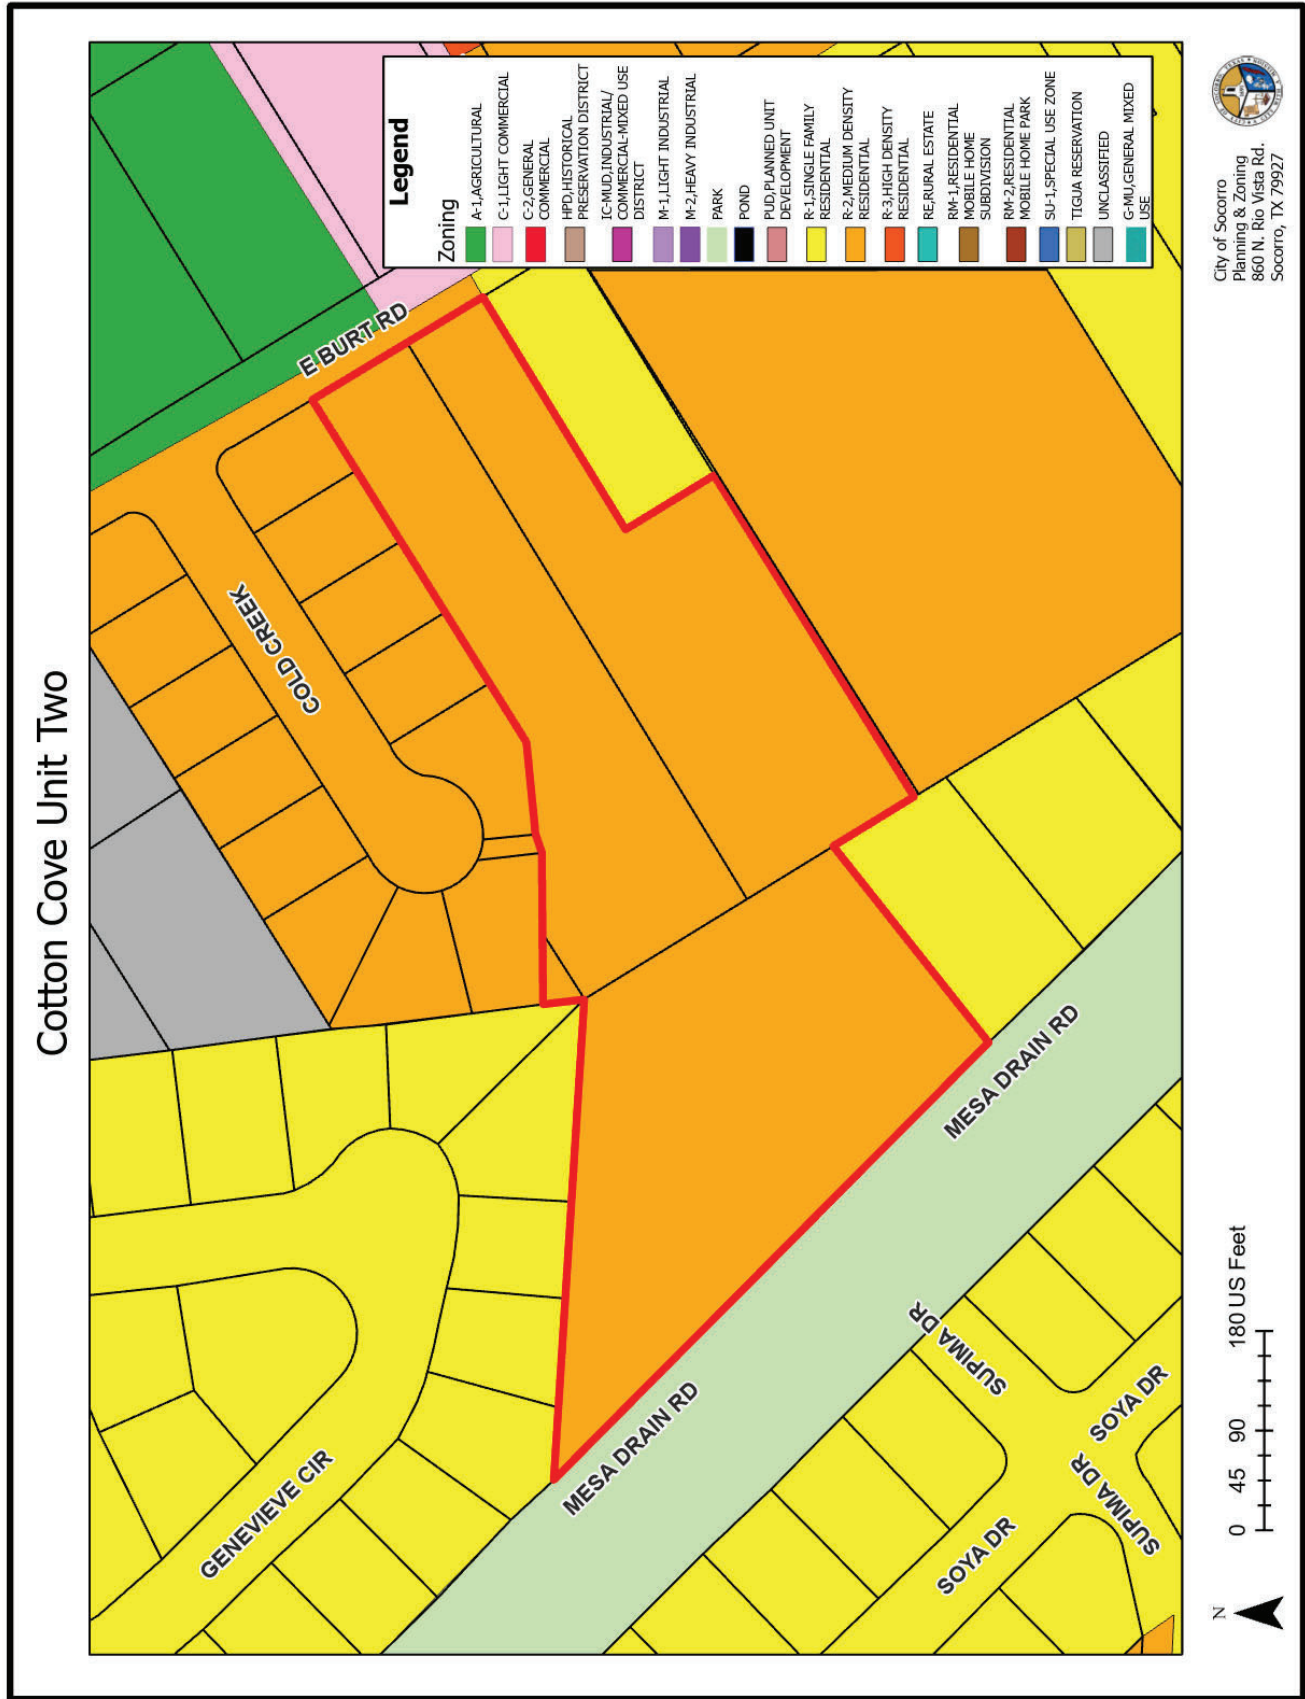 Cotton Cove Unit Two
Legend
Zoning
A-1,AGRICULTURAL
C-1,LIGHT COMMERCIAL
C-2,GENERAL
COMMERCIAL
HPD,HISTORICAL
PRESERVATION DISTRICT
IC-MUD,INDUSTRIAL/
COMMERCIAL-MIXED USE
DISTRICT
M-1,LIGHT INDUSTRIAL
M-2,HEAVY INDUSTRIAL
PARK
POND
PUD,PLANNED UNIT
DEVELOPMENT
R-1,SINGLE FAMILY
RESIDENTIAL
R-2,MEDIUM DENSITY
RESIDENTIAL
R-3,HIGH DENSITY
RESIDENTIAL
RE,RURAL ESTATE
RM-1,RESIDENTIAL
MOBILE HOME
SUBDIVISION
RM-2,RESIDENTIAL
MOBILE HOME PARK
SU-1,SPECIAL USE ZONE
TIGUA RESERVATION
UNCLASSIFIED
G-MU,GENERAL MIXED
USE
E BURT RD
COLD CREEK
GENEVIEVE CIR
MESA DRAIN RD
MESA DRAIN RD
SUPIMA DR
SOYA DR
SUPIMA DR
SOYA DR
N
0 45 90 180 US Feet
City of Socorro
Planning & Zoning
860 N. Rio Vista Rd.
Socorro, TX 79927